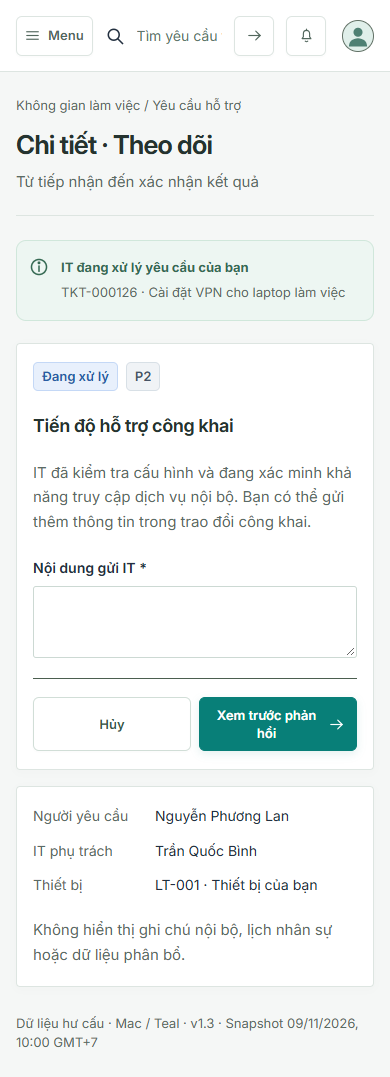 Menu
Tìm yêu cầu
Không gian làm việc / Yêu cầu hỗ trợ
Chi tiết · Theo dõi
Từ tiếp nhận đến xác nhận kết quả
IT đang xử lý yêu cầu của bạn
TKT-000126 · Cài đặt VPN cho laptop làm việc
Đang xử lý
P2
Tiến độ hỗ trợ công khai
IT đã kiểm tra cấu hình và đang xác minh khả
năng truy cập dịch vụ nội bộ. Bạn có thể gửi
thêm thông tin trong trao đổi công khai.
Nội dung gửi IT *
Hủy
Xem trước phản
hồi
Người yêu cầu Nguyễn Phương Lan
IT phụ trách Trần Quốc Bình
Thiết bị LT-001 · Thiết bị của bạn
Không hiển thị ghi chú nội bộ, lịch nhân sự
hoặc dữ liệu phân bổ.
Dữ liệu hư cấu · Mac / Teal · v1.3 · Snapshot 09/11/2026,
10:00 GMT+7